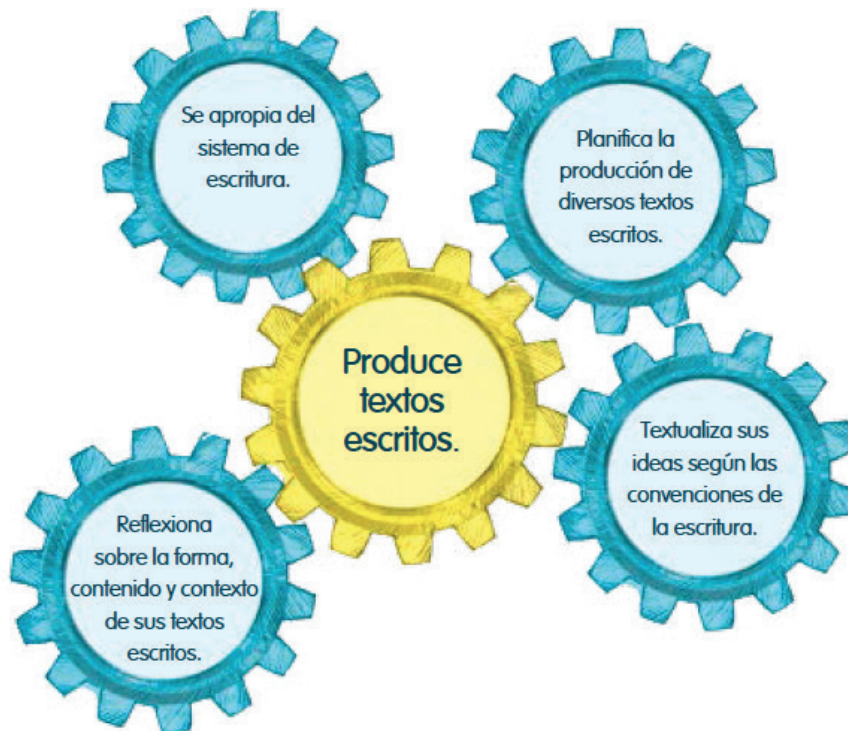 Se apropia del
sistema de
escritura.
Planifica la
producción de
diversos textos
escritos.
Produce
textos
escritos.
Textualiza sus
ideas según las
convenciones de
la escritura.
Reflexiona
sobre la forma,
contenido y contexto
de sus textos
escritos.